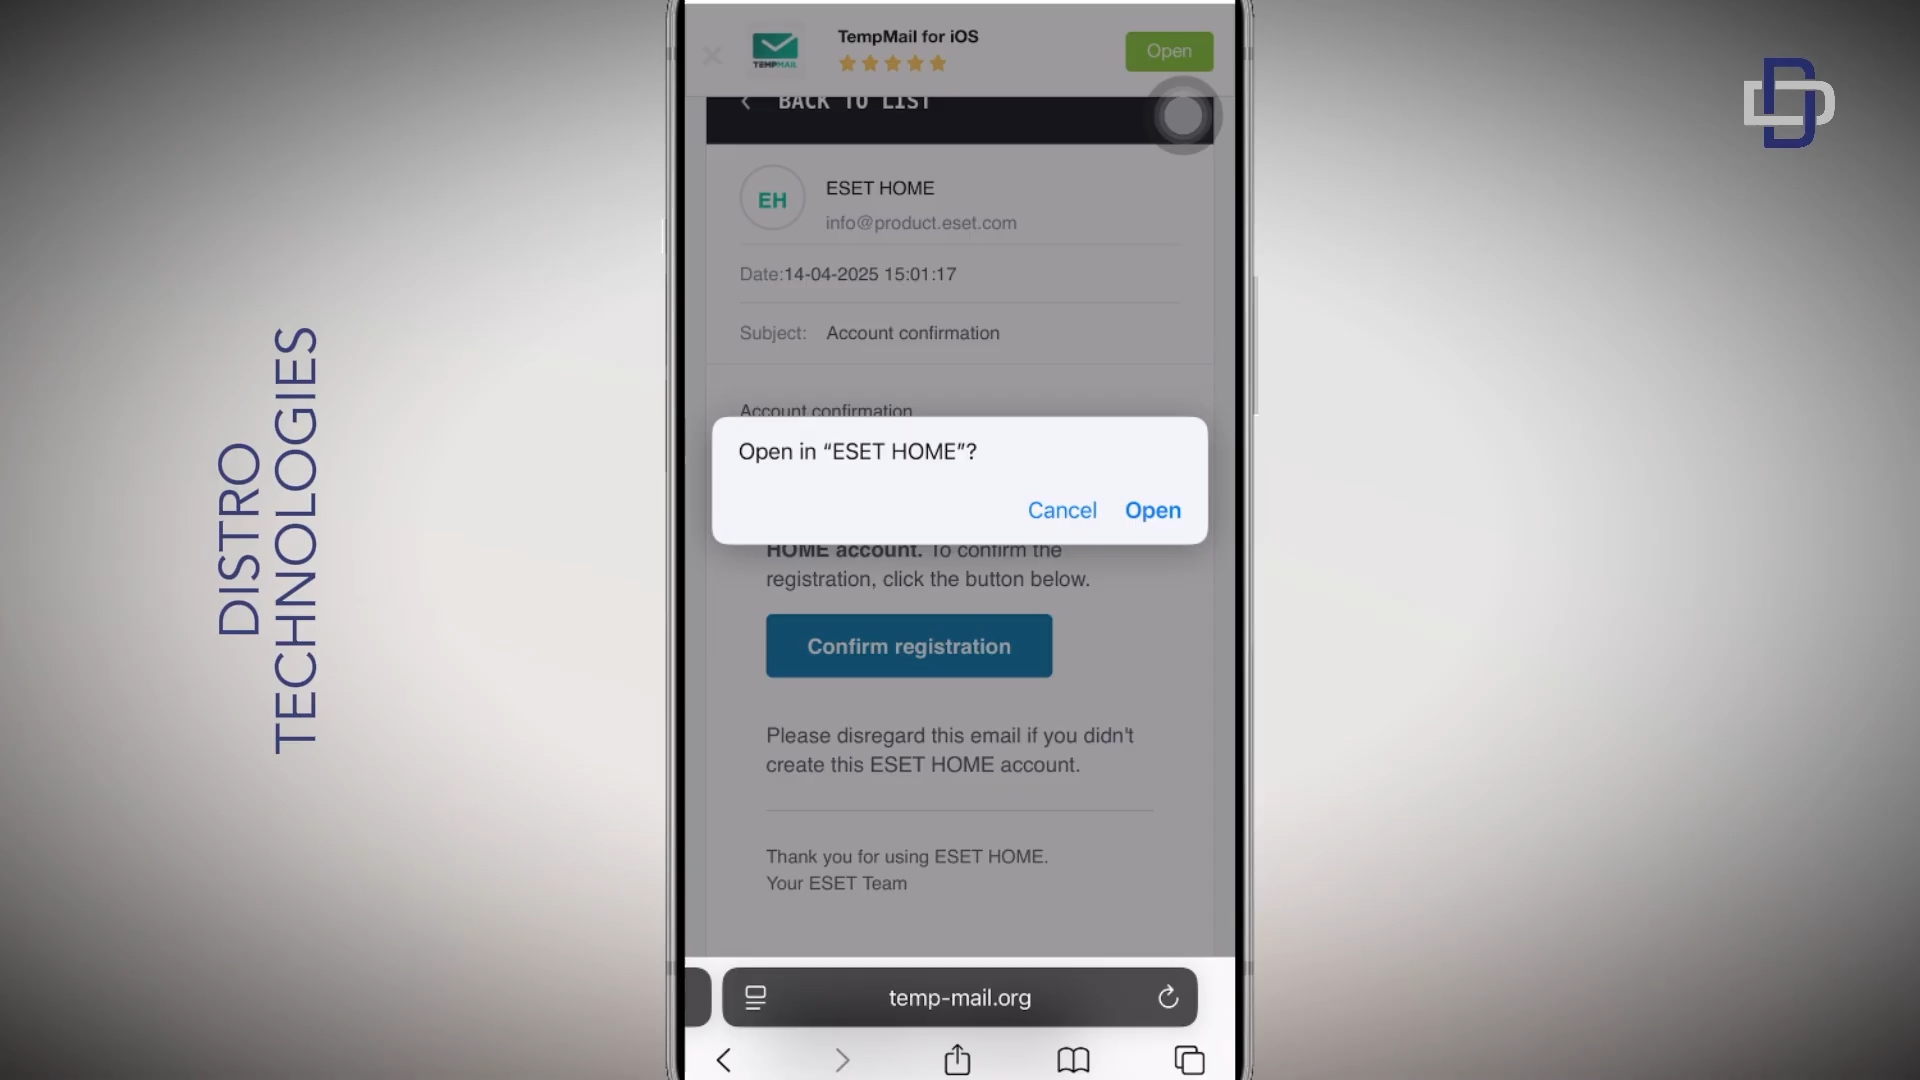 TempMail for iOS
TEMPMAIL
Open
BACK TO LIST
EH
ESET HOME
info@product.eset.com
Date:14-04-2025 15:01:17
Subject: Account confirmation
Account confirmation
Open in “ESET HOME”?
Cancel Open
HOME account. To confirm the
registration, click the button below.
Confirm registration
Please disregard this email if you didn't
create this ESET HOME account.
Thank you for using ESET HOME.
Your ESET Team
temp-mail.org
DISTRO
TECHNOLOGIES